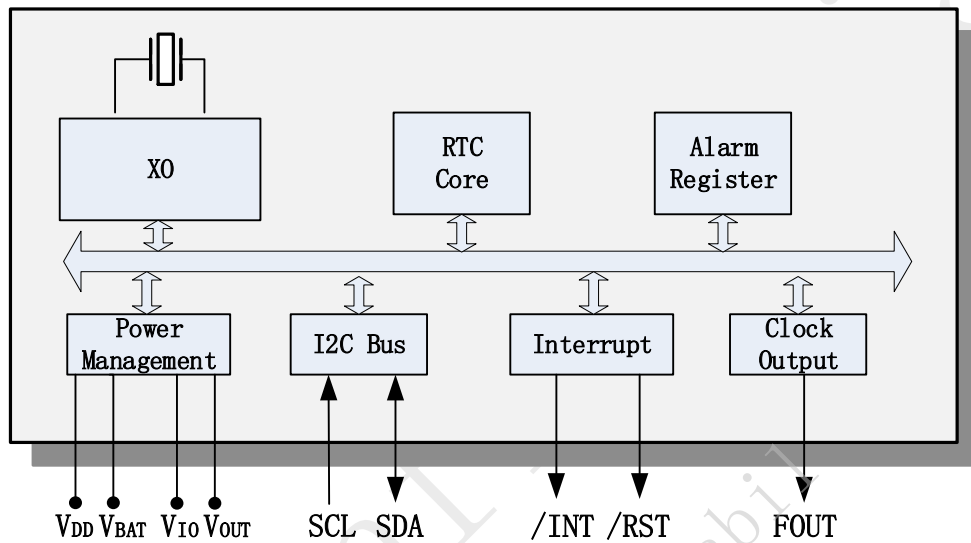 XO
RTC
Core
Alarm
Register
Power
Management
I2C Bus
Interrupt
Clock
Output
VDD VBAT VIO VOUT SCL SDA /INT /RST FOUT